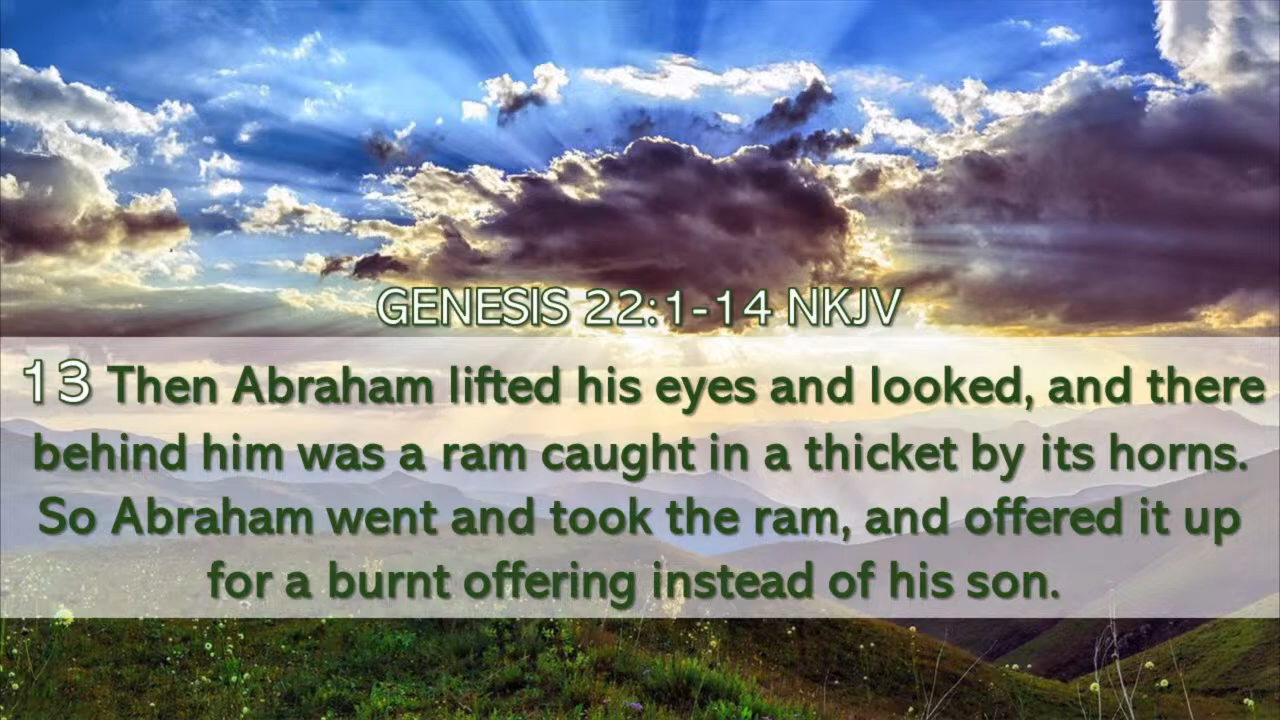 GENESIS 22:1-14 NKJV
13 Then Abraham lifted his eyes and looked, and there
behind him was a ram caught in a thicket by its horns.
So Abraham went and took the ram, and offered it up
for a burnt offering instead of his son.